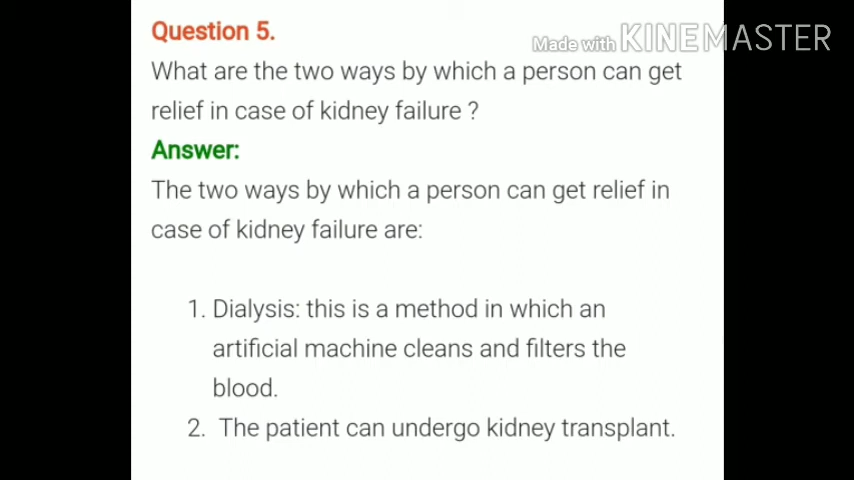 Question 5.
Made with KINEMASTER
What are the two ways by which a person can get
relief in case of kidney failure ?
Answer:
The two ways by which a person can get relief in
case of kidney failure are:
1. Dialysis: this is a method in which an
artificial machine cleans and filters the
blood.
2. The patient can undergo kidney transplant.